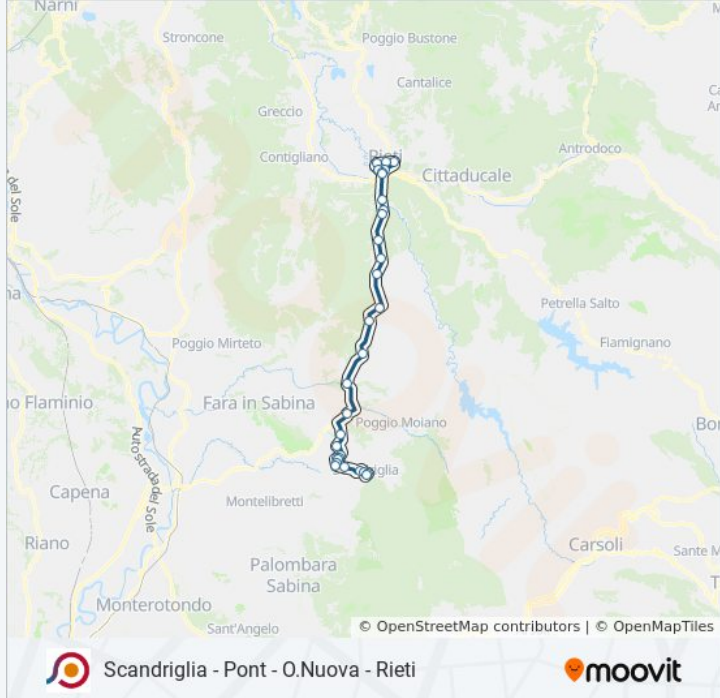 Narni
Stroncone
Poggio Bustone
Cantalice
Greccio
Contigliano
Rieti
Antrodoco
Cittaducale
del Sole
Petrella Salto
Poggio Mirteto
Fiamignano
Fara in Sabina
Flaminio
Poggio Moiano
Autostrada del Sole
Capena
Montelibretti
Riano
Carsoli
Sante M
Palombara
Sabina
Monterotondo
Sant'Angelo
© OpenStreetMap contributors | © OpenMapTiles
Scandriglia - Pont - O.Nuova - Rieti
moovit